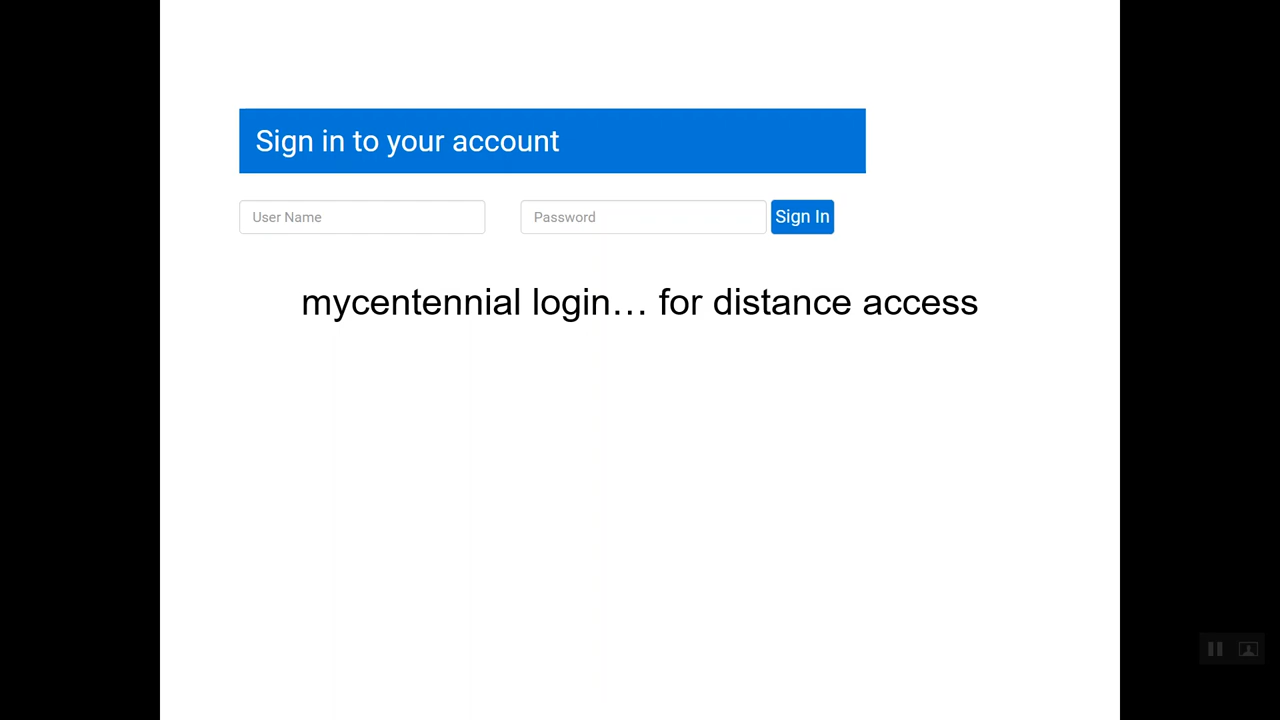 Sign in to your account
User Name Password Sign In
mycentennial login… for distance access